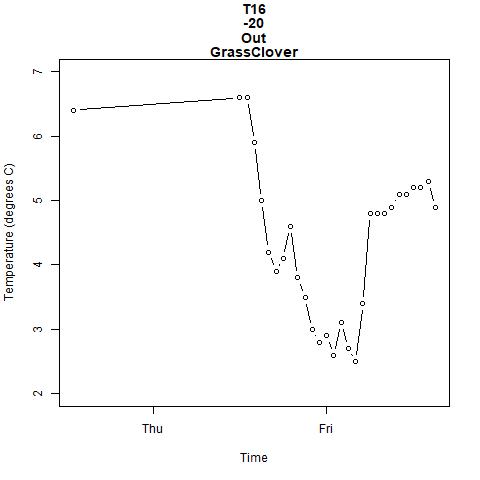 T16
-20
Out
GrassClover
7
6
5
4
3
2
Temperature (degrees C)
Thu
Fri
Time